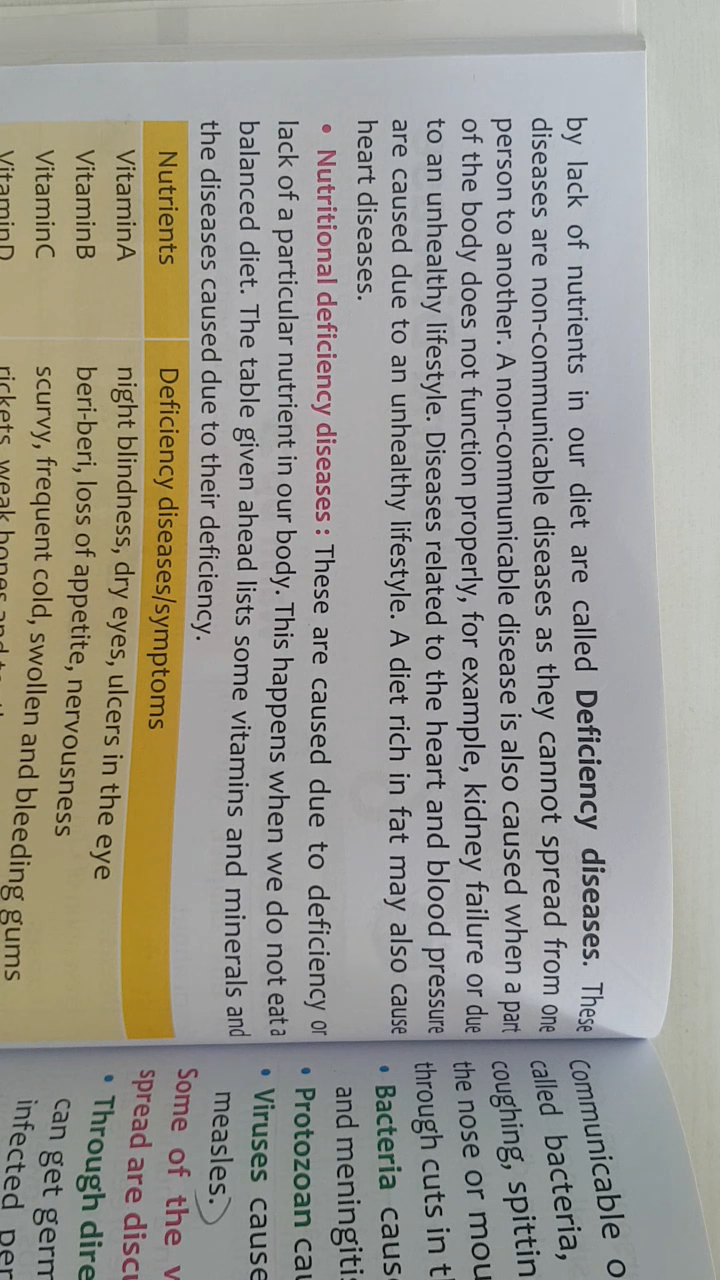 by lack of nutrients in our diet are called Deficiency diseases. These
diseases are non-communicable diseases as they cannot spread from one
person to another. A non-communicable disease is also caused when a part
of the body does not function properly, for example, kidney failure or due
to an unhealthy lifestyle. Diseases related to the heart and blood pressure
are caused due to an unhealthy lifestyle. A diet rich in fat may also cause
heart diseases.
• Nutritional deficiency diseases : These are caused due to deficiency or
lack of a particular nutrient in our body. This happens when we do not eat a
balanced diet. The table given ahead lists some vitamins and minerals and
the diseases caused due to their deficiency.
Nutrients Deficiency diseases/symptoms
VitaminA night blindness, dry eyes, ulcers in the eye
VitaminB beri-beri, loss of appetite, nervousness
VitaminC scurvy, frequent cold, swollen and bleeding gums
VitaminD rickets, weak bones and
Communicable
called bacteria,
coughing,
the nose or
through cuts in
• Bacteria
and
• Protozoan
• Viruses cause
measles.
Some of the
spread are
• Through
can get
infected